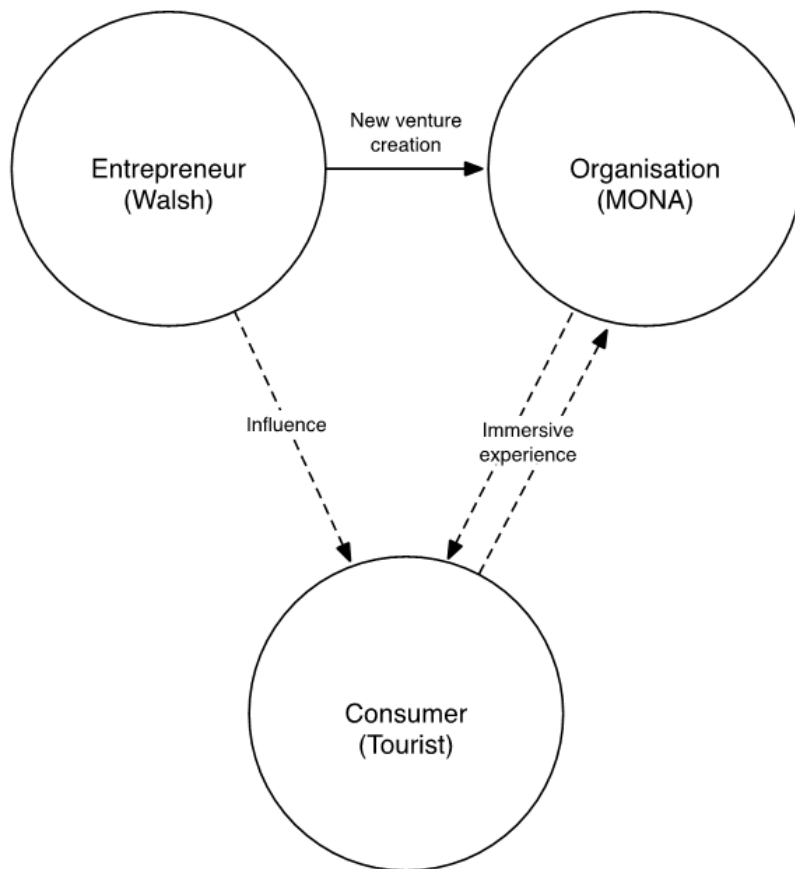 New venture
creation
Entrepreneur
(Walsh)
Organisation
(MONA)
Influence
Immersive
experience
Consumer
(Tourist)